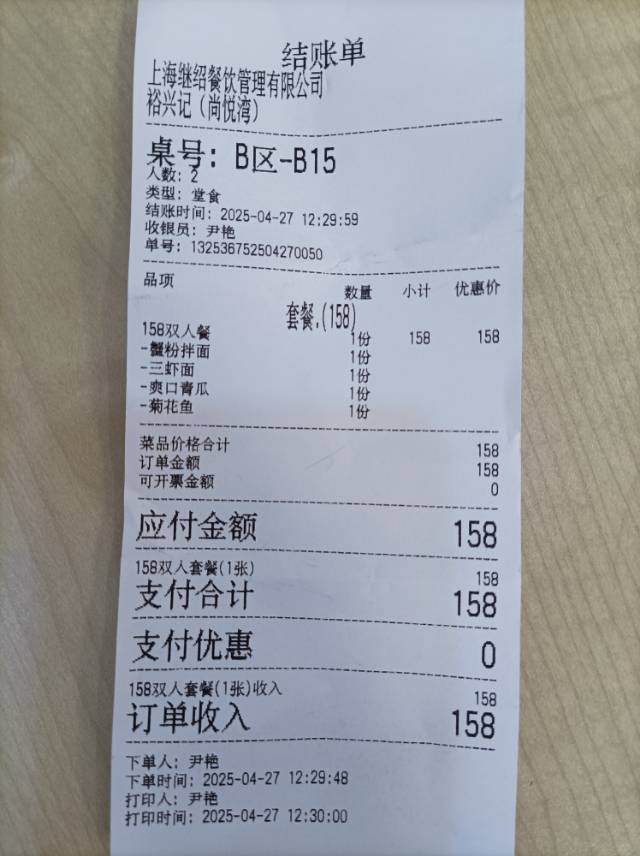 结账单
上海继绍餐饮管理有限公司
裕兴记（尚悦湾）
桌号: B区-B15
人数: 2
类型: 堂食
结账时间: 2025-04-27 12:29:59
收银员: 尹艳
单号: 132536752504270050
品项 数量 小计 优惠价
套餐.(158)
158双人餐 1份 158 158
-蟹粉拌面 1份
-三虾面 1份
-爽口青瓜 1份
-菊花鱼 1份
菜品价格合计 158
订单金额 158
可开票金额 0
应付金额 158
158双人套餐(1张) 158
支付合计 158
支付优惠 0
158双人套餐(1张)收入 158
订单收入 158
下单人: 尹艳
下单时间: 2025-04-27 12:29:48
打印人: 尹艳
打印时间: 2025-04-27 12:30:00